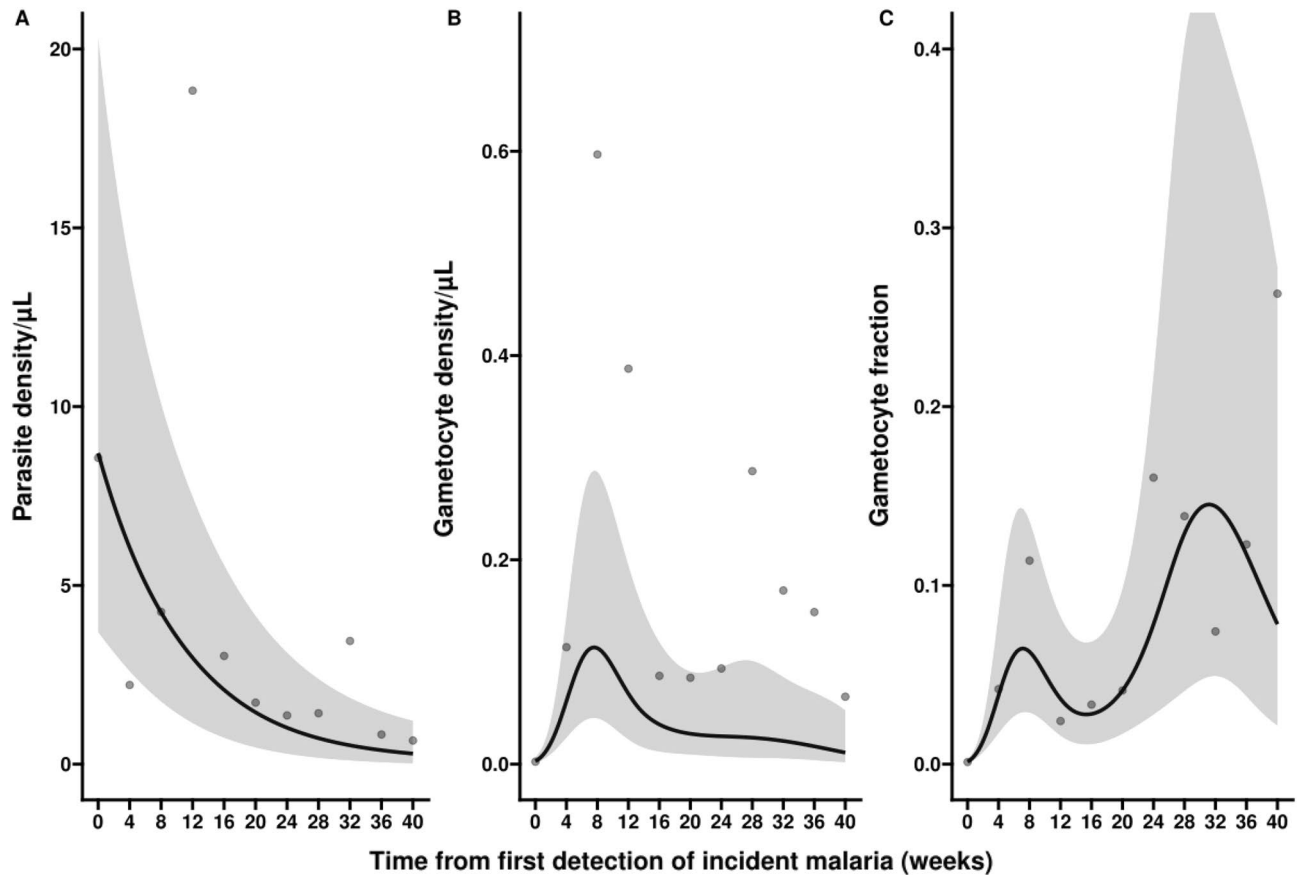 A
B
C
20
15
10
5
0
Parasite density/µL
0 4 8 12 16 20 24 28 32 36 40
0.6
0.4
0.2
0.0
Gametocyte density/µL
0 4 8 12 16 20 24 28 32 36 40
0.4
0.3
0.2
0.1
0.0
Gametocyte fraction
0 4 8 12 16 20 24 28 32 36 40
Time from first detection of incident malaria (weeks)